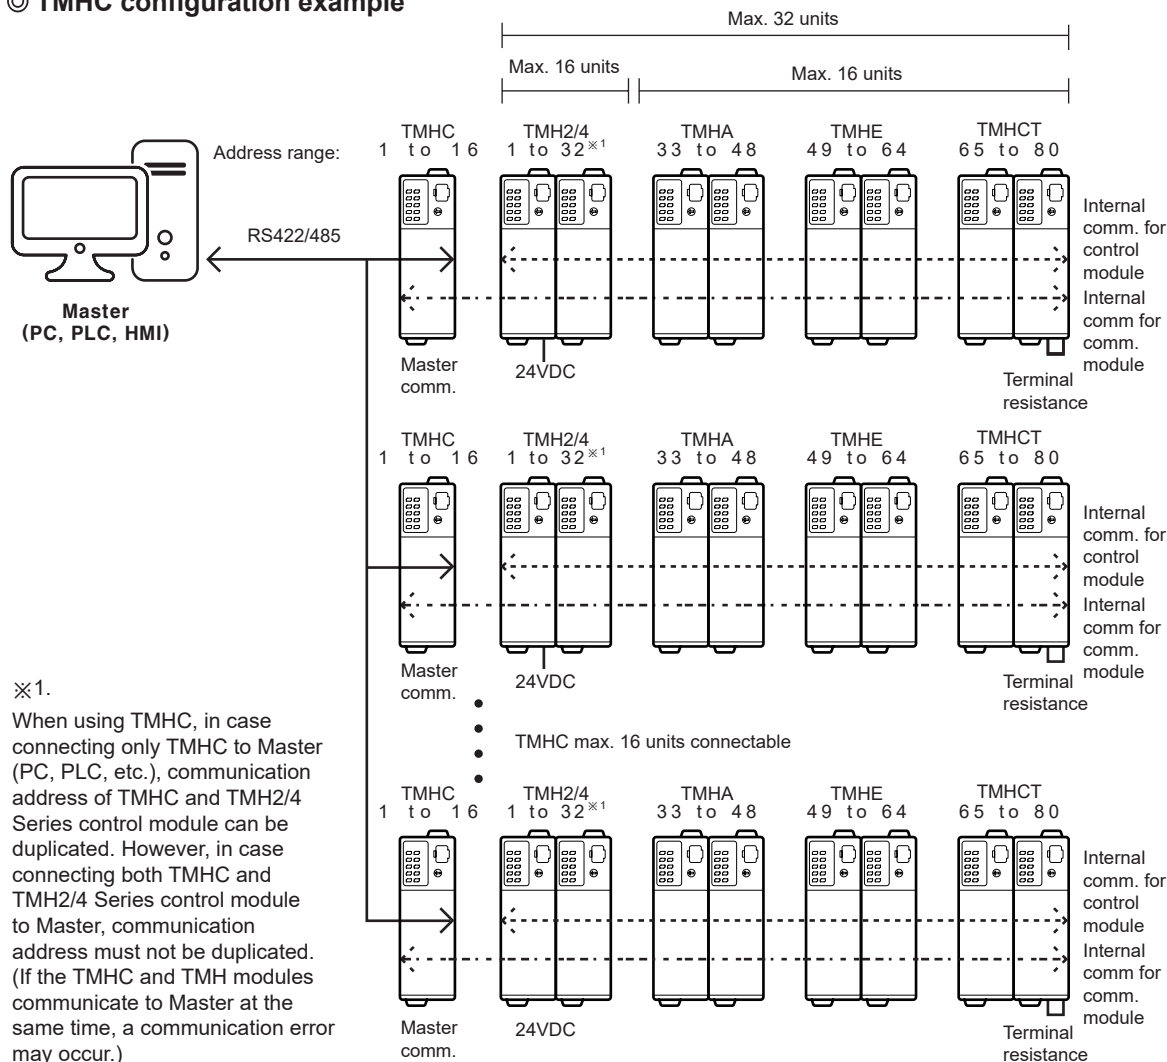 ◎ TMHC configuration example
Max. 32 units
Max. 16 units
Max. 16 units
Address range:
TMHC
1 to 16
TMH2/4
1 to 32※1
TMHA
33 to 48
TMHE
49 to 64
TMHCT
65 to 80
RS422/485
Master
(PC, PLC, HMI)
Internal
comm. for
control
module
Internal
comm for
comm.
module
Master
comm.
24VDC
Terminal
resistance
TMHC
1 to 16
TMH2/4
1 to 32※1
TMHA
33 to 48
TMHE
49 to 64
TMHCT
65 to 80
Internal
comm. for
control
module
Internal
comm for
comm.
module
Master
comm.
24VDC
Terminal
resistance
TMHC max. 16 units connectable
TMHC
1 to 16
TMH2/4
1 to 32※1
TMHA
33 to 48
TMHE
49 to 64
TMHCT
65 to 80
Internal
comm. for
control
module
Internal
comm for
comm.
module
Master
comm.
24VDC
Terminal
resistance
※1.
When using TMHC, in case
connecting only TMHC to Master
(PC, PLC, etc.), communication
address of TMHC and TMH2/4
Series control module can be
duplicated. However, in case
connecting both TMHC and
TMH2/4 Series control module
to Master, communication
address must not be duplicated.
(If the TMHC and TMH modules
communicate to Master at the
same time, a communication error
may occur.)